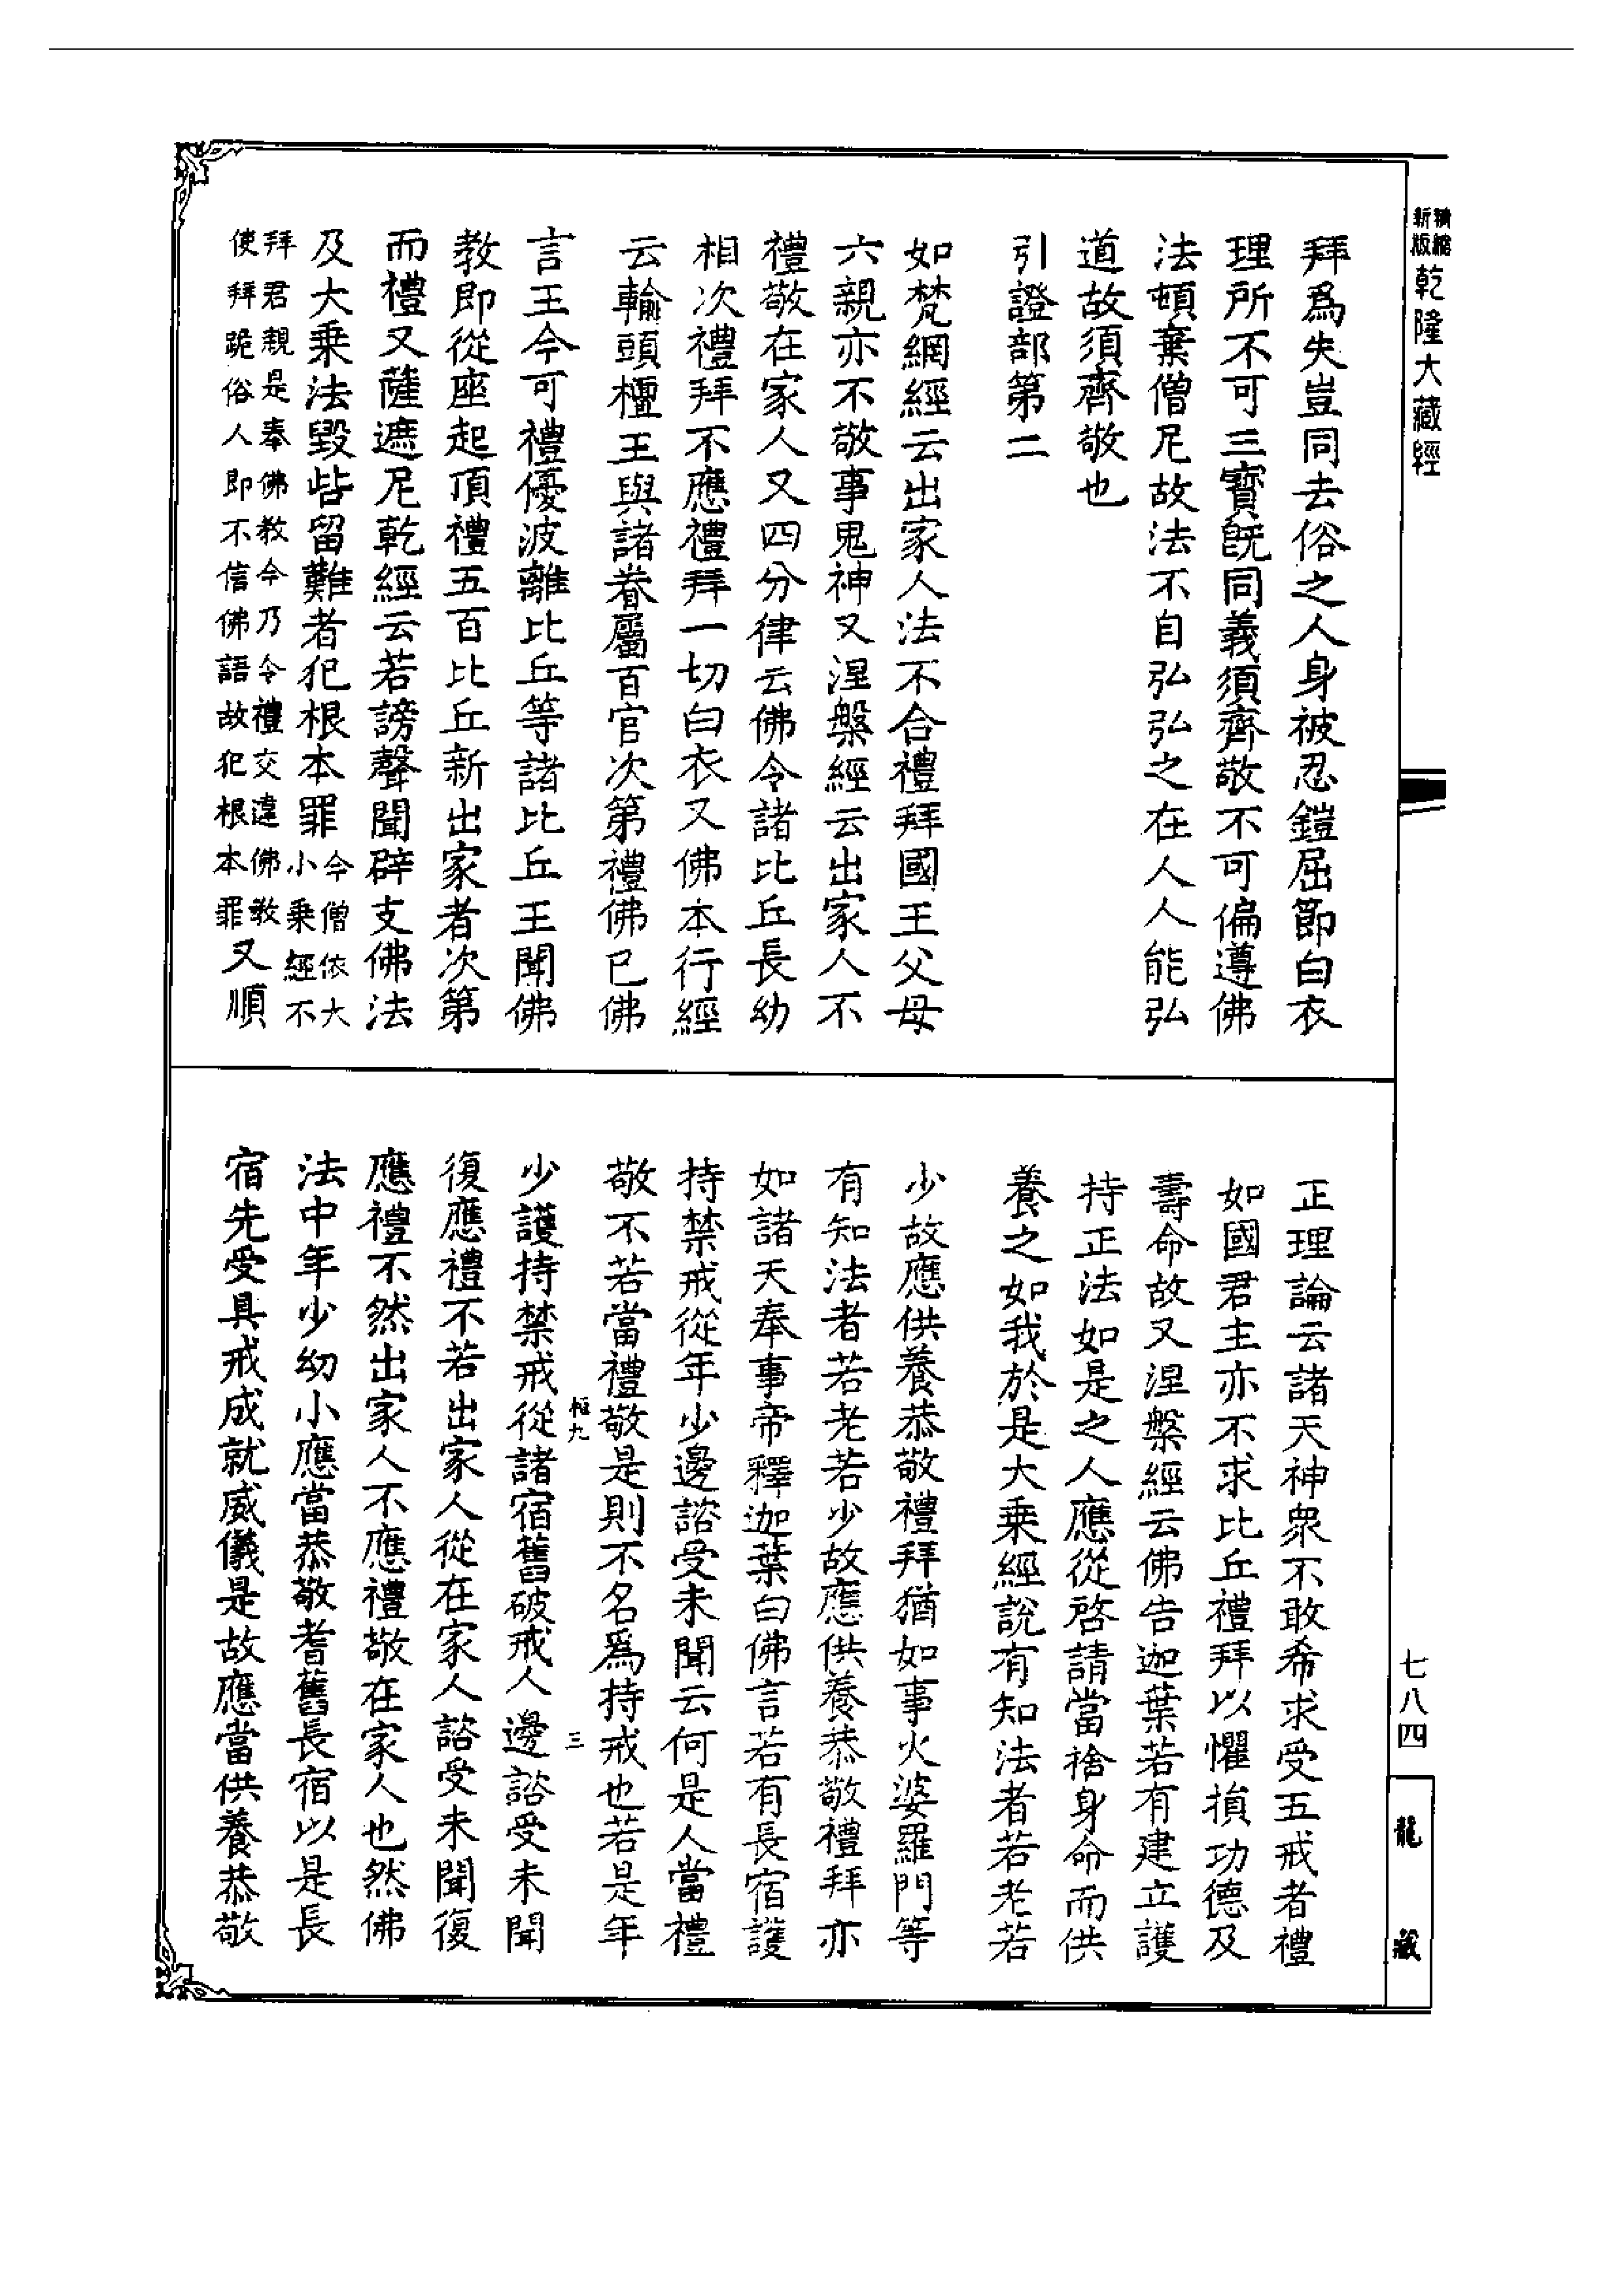 精縮新版乾隆大藏經
拜爲失豈同去俗之人身被忍鎧屈節白衣
理所不可三寶旣同義須齊敬不可偏遵佛
法頓棄僧尼故法不自弘弘之在人人能弘
道故須齊敬也
引證部第二
如梵網經云出家人法不合禮拜國王父母
六親亦不敬事鬼神又涅槃經云出家人不
禮敬在家人又四分律云佛令諸比丘長幼
相次禮拜不應禮拜一切白衣又佛本行經
云輸頭檀王與諸眷屬百官次第禮佛已佛
言王今可禮優波離比丘等諸比丘王聞佛
教即從座起頂禮五百比丘新出家者次第
而禮又薩遮尼乾經云若謗聲聞辟支佛法
及大乗法毀呰留難者犯根本罪今僧依大小乗經不
拜君親是奉佛教今乃令禮交違佛教使拜跪俗人即不信佛語故犯根本罪又順
七八四
龍藏
正理論云諸天神衆不敢希求受五戒者禮
如國君主亦不求比丘禮拜以懼損功德及
壽命故又涅槃經云佛告迦葉若有建立護
持正法如是之人應從啓請當捨身命而供
養之如我於是大乗經說有知法者若老若
少故應供養恭敬禮拜猶如事火婆羅門等
有知法者若老若少故應供養恭敬禮拜亦
如諸天奉事帝釋迦葉白佛言若有長宿護
持禁戒從年少邊諮受未聞云何是人當禮
敬不若當禮敬是則不名爲持戒也若是年
三
少護持禁戒從諸宿舊破戒人邊諮受未聞
復應禮不若出家人從在家人諮受未聞復
應禮不然出家人不應禮敬在家人也然佛
法中年少幼小應當恭敬耆舊長宿以是長
宿先受具戒成就威儀是故應當供養恭敬